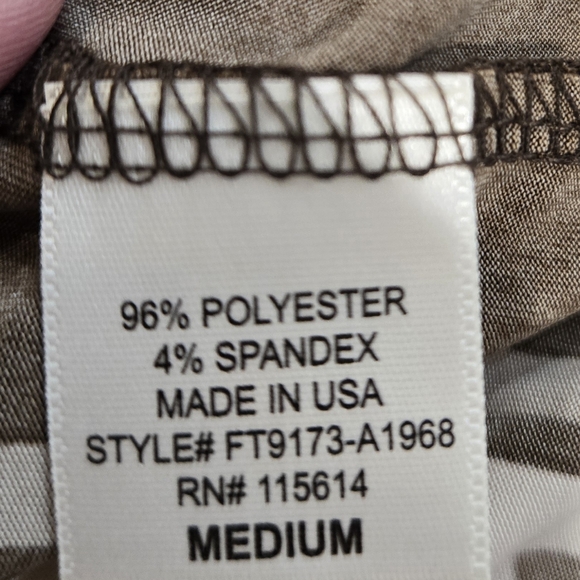 96% POLYESTER
4% SPANDEX
MADE IN USA
STYLE# FT9173-A1968
RN# 115614
MEDIUM